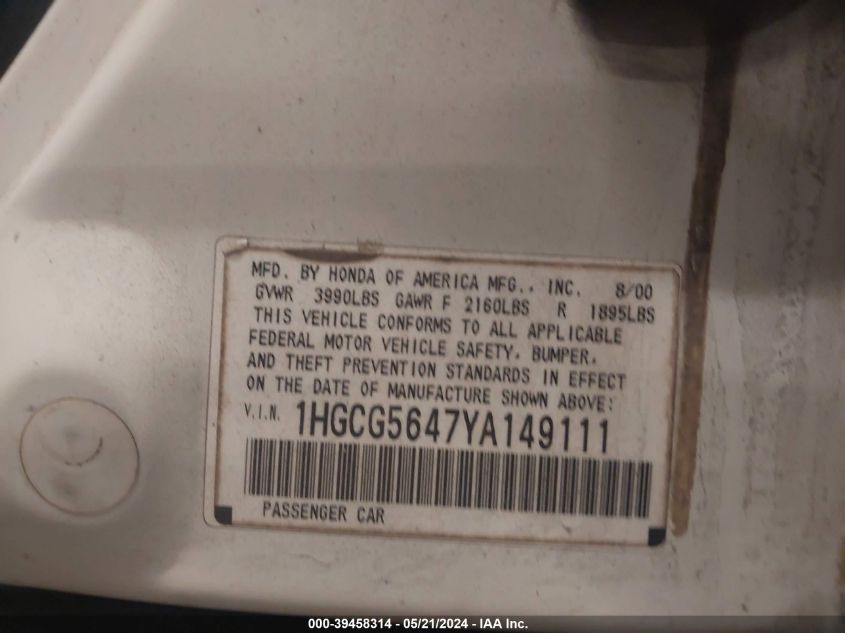 MFD. BY HONDA OF AMERICA MFG., INC. 8/00
GVWR 3990LBS GAWR F 2160LBS R 1895LBS
THIS VEHICLE CONFORMS TO ALL APPLICABLE
FEDERAL MOTOR VEHICLE SAFETY, BUMPER,
AND THEFT PREVENTION STANDARDS IN EFFECT
ON THE DATE OF MANUFACTURE SHOWN ABOVE:
V.I.N. 1HGCG5647YA149111
PASSENGER CAR
000-39458314 - 05/21/2024 - IAA Inc.